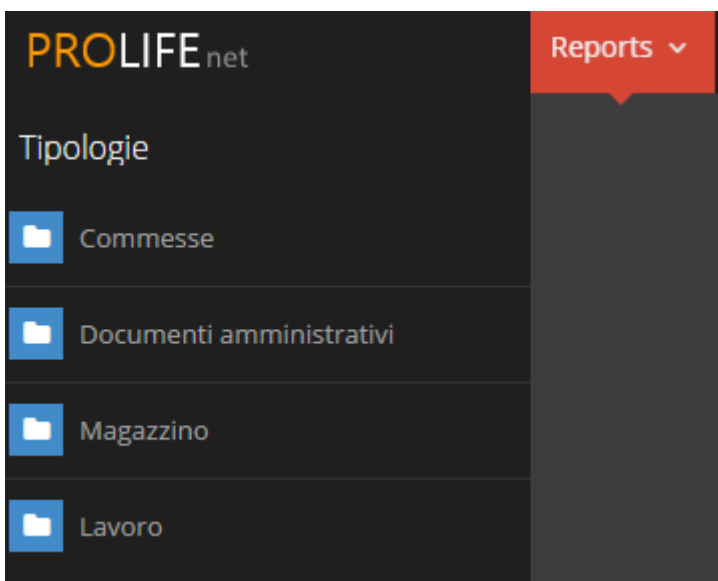 PROLIFE net
Reports
Tipologie
Commesse
Documenti amministrativi
Magazzino
Lavoro